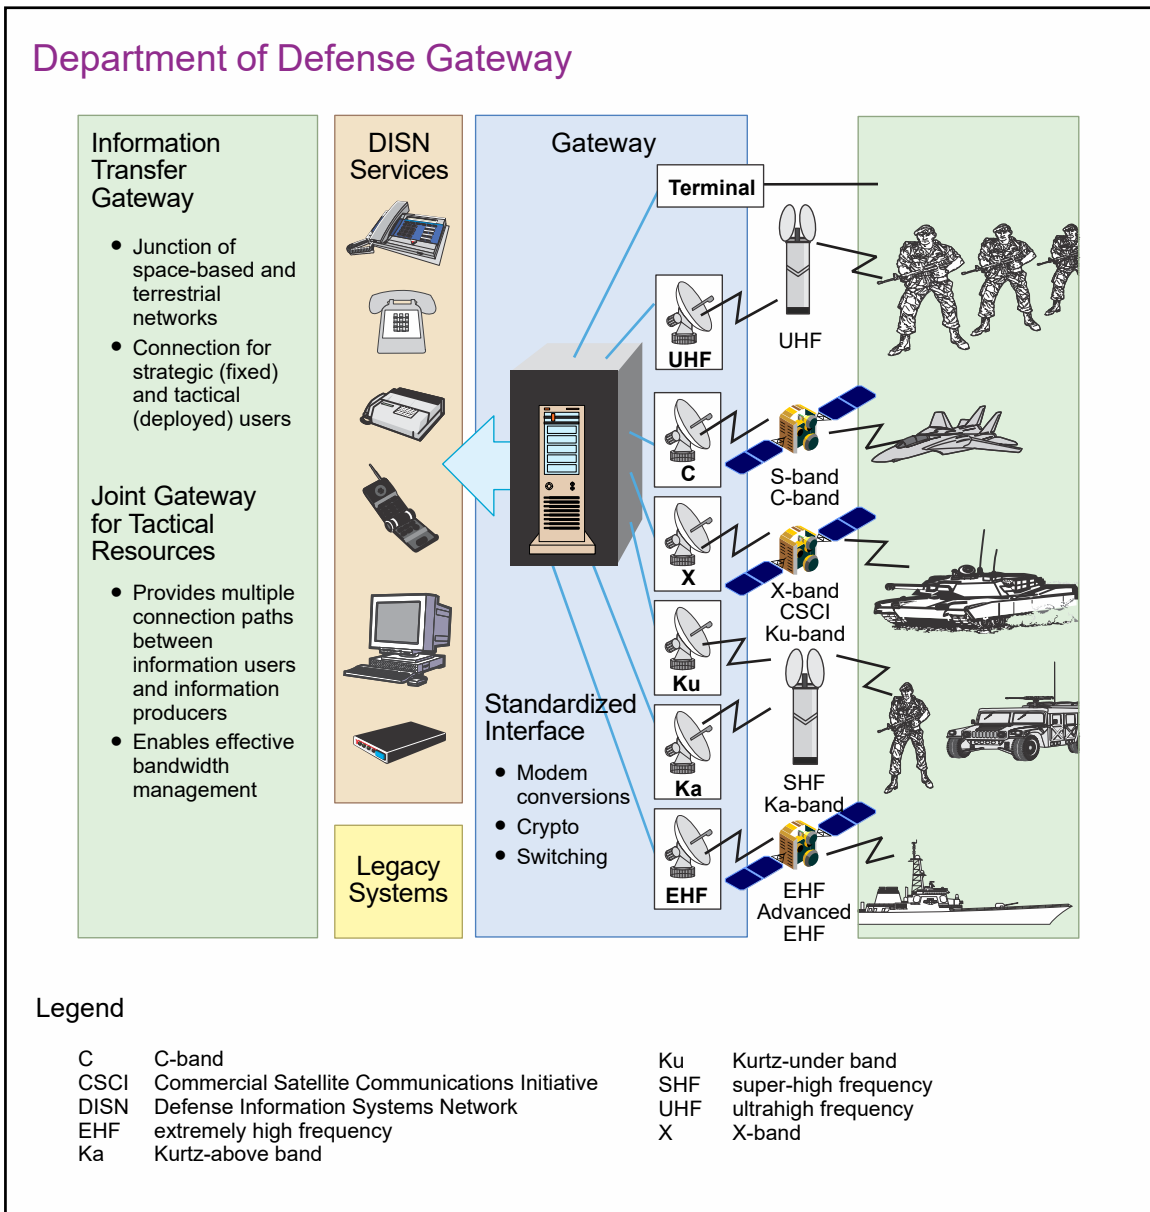 Department of Defense Gateway
Information
Transfer
Gateway
• Junction of
space-based and
terrestrial
networks
• Connection for
strategic (fixed)
and tactical
(deployed) users
Joint Gateway
for Tactical
Resources
• Provides multiple
connection paths
between
information users
and information
producers
• Enables effective
bandwidth
management
DISN
Services
Legacy
Systems
Gateway
Terminal
UHF
C
X
Ku
Ka
EHF
Standardized
Interface
• Modem
conversions
• Crypto
• Switching
UHF
S-band
C-band
X-band
CSCI
Ku-band
SHF
Ka-band
EHF
Advanced
EHF
Legend
C C-band
CSCI Commercial Satellite Communications Initiative
DISN Defense Information Systems Network
EHF extremely high frequency
Ka Kurtz-above band
Ku Kurtz-under band
SHF super-high frequency
UHF ultrahigh frequency
X X-band